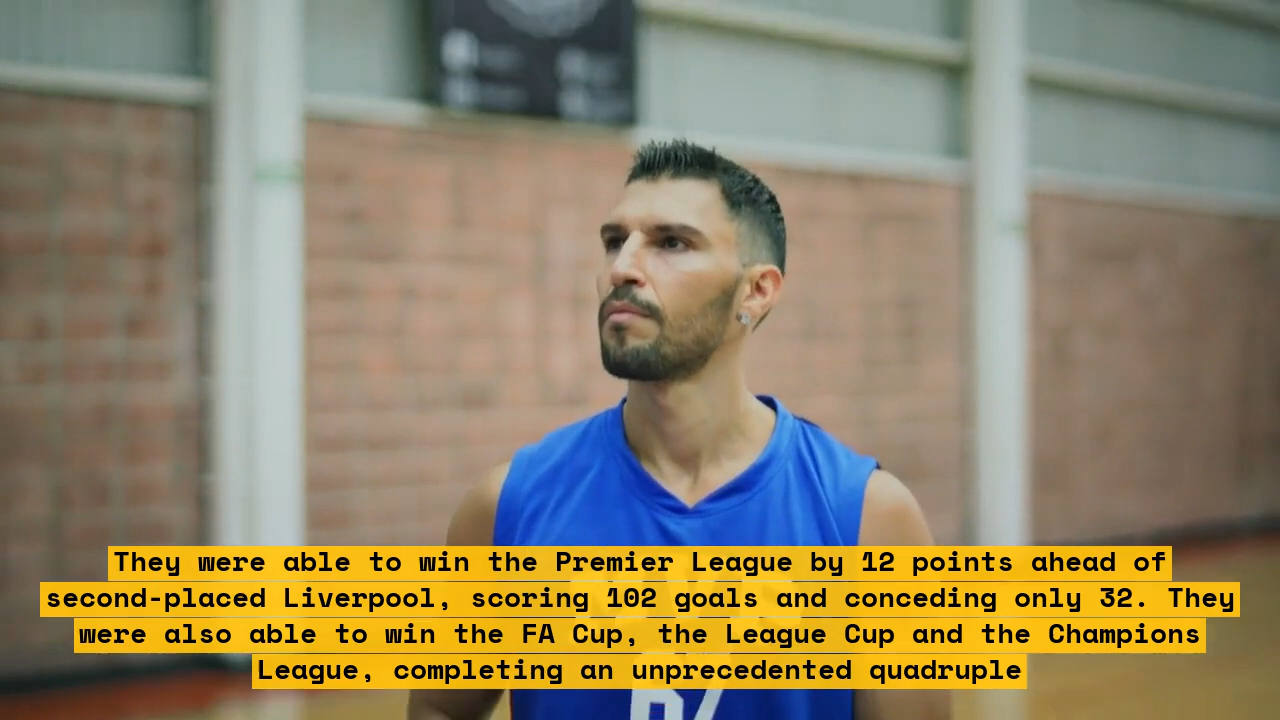 They were able to win the Premier League by 12 points ahead of
second-placed Liverpool, scoring 102 goals and conceding only 32. They
were also able to win the FA Cup, the League Cup and the Champions
League, completing an unprecedented quadruple